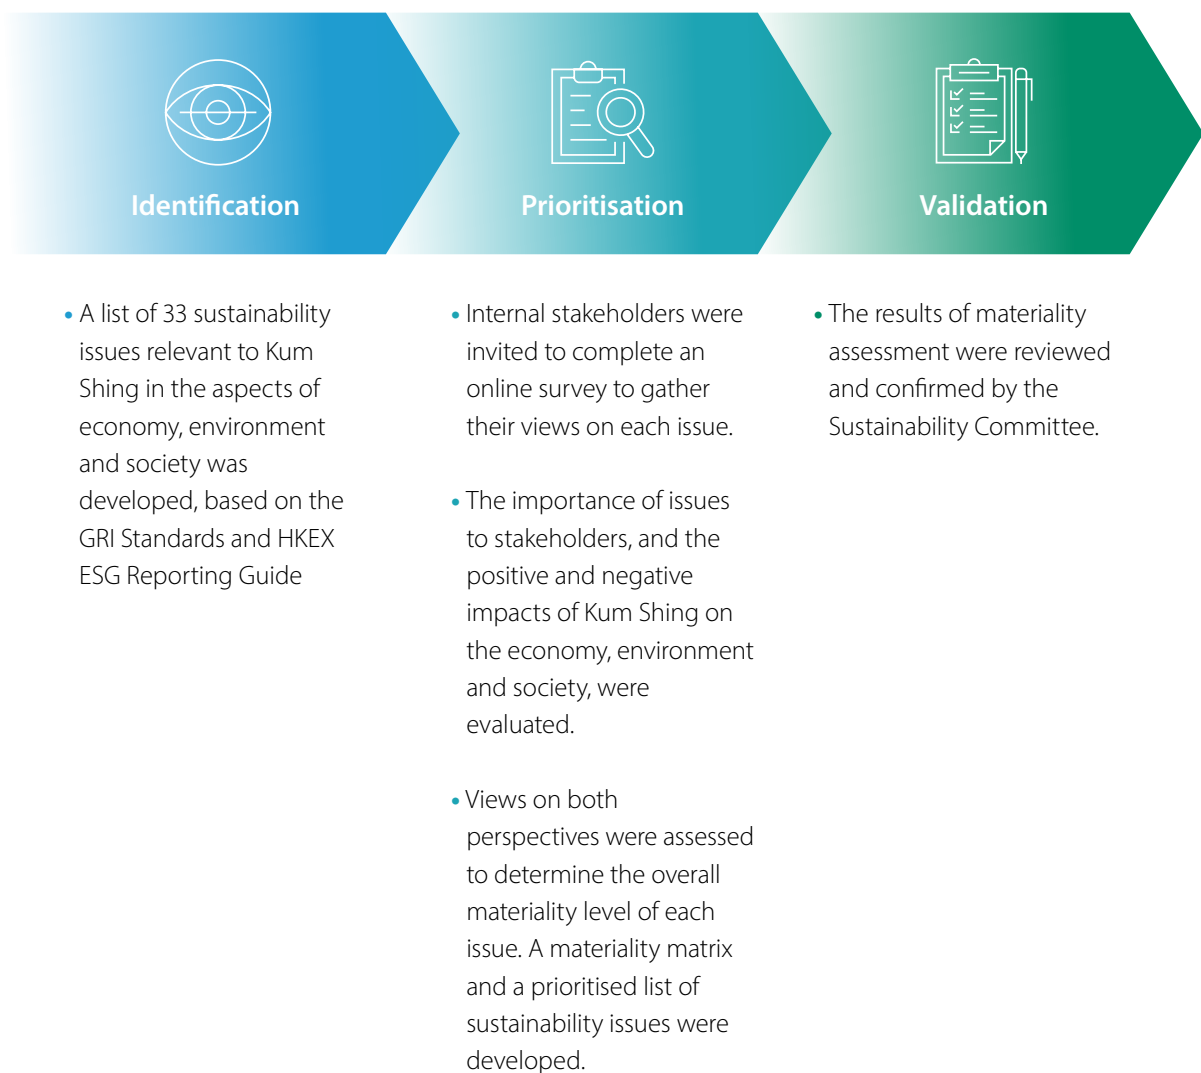 Identification
• A list of 33 sustainability
issues relevant to Kum
Shing in the aspects of
economy, environment
and society was
developed, based on the
GRI Standards and HKEX
ESG Reporting Guide
Prioritisation
• Internal stakeholders were
invited to complete an
online survey to gather
their views on each issue.
• The importance of issues
to stakeholders, and the
positive and negative
impacts of Kum Shing on
the economy, environment
and society, were
evaluated.
• Views on both
perspectives were assessed
to determine the overall
materiality level of each
issue. A materiality matrix
and a prioritised list of
sustainability issues were
developed.
Validation
• The results of materiality
assessment were reviewed
and confirmed by the
Sustainability Committee.